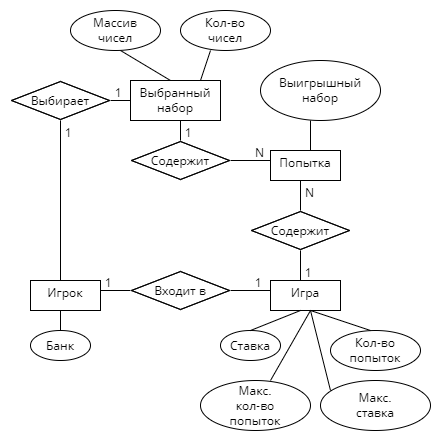 Массив
чисел
Кол-во
чисел
Выбирает
1
Выбранный
набор
Выигрышный
набор
1
1
Содержит
N
Попытка
N
Содержит
1
Игрок
1
Входит в
1
Игра
Банк
Ставка
Кол-во
попыток
Макс.
кол-во
попыток
Макс.
ставка